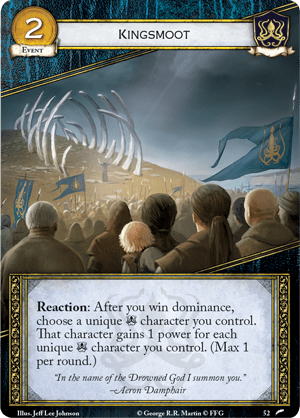 2
EVENT
KINGSMOOT
Reaction: After you win dominance,
choose a unique character you control.
That character gains 1 power for each
unique character you control. (Max 1
per round.)
"In the name of the Drowned God I summon you."
–Aeron Damphair
Illus. Jeff Lee Johnson
© George R.R. Martin © FFG
52